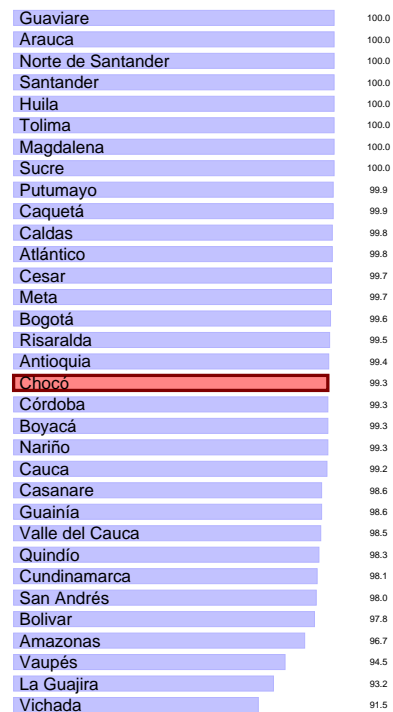 Guaviare 100.0
Arauca 100.0
Norte de Santander 100.0
Santander 100.0
Huila 100.0
Tolima 100.0
Magdalena 100.0
Sucre 100.0
Putumayo 99.9
Caquetá 99.9
Caldas 99.8
Atlántico 99.8
Cesar 99.7
Meta 99.7
Bogotá 99.6
Risaralda 99.5
Antioquia 99.4
Chocó 99.3
Córdoba 99.3
Boyacá 99.3
Nariño 99.3
Cauca 99.2
Casanare 98.6
Guainía 98.6
Valle del Cauca 98.5
Quindío 98.3
Cundinamarca 98.1
San Andrés 98.0
Bolivar 97.8
Amazonas 96.7
Vaupés 94.5
La Guajira 93.2
Vichada 91.5